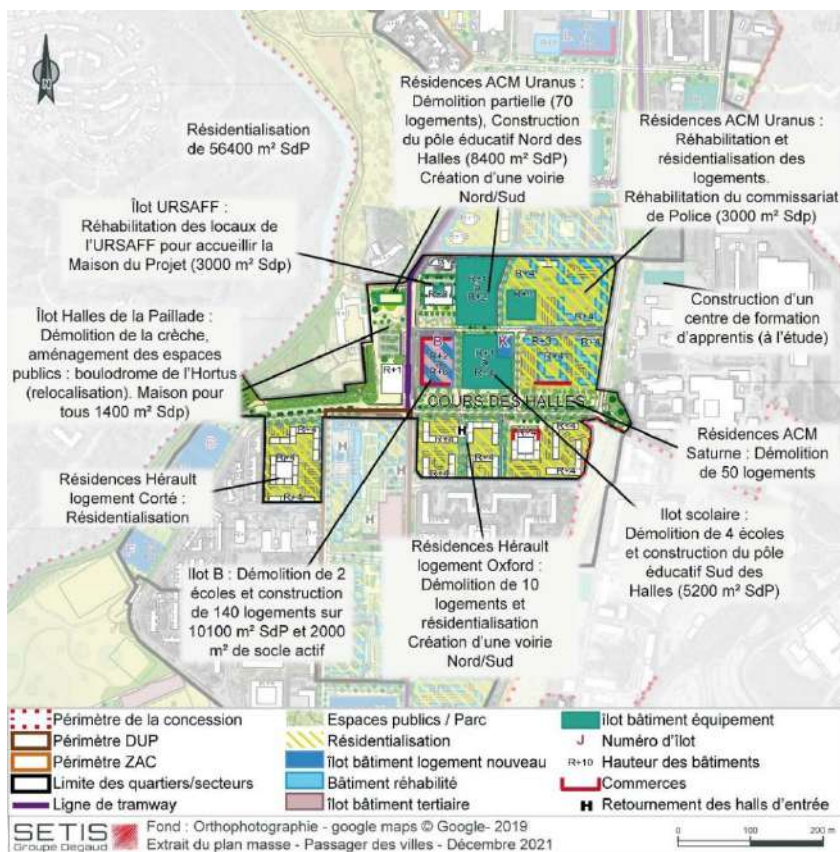 Résidentialisation
de 56400 m² SdP
Résidences ACM Uranus :
Démolition partielle (70
logements), Construction
du pôle éducatif Nord des
Halles (8400 m² SdP)
Création d'une voirie
Nord/Sud
Résidences ACM Uranus :
Réhabilitation et
résidentialisation des
logements.
Réhabilitation du commissariat
de Police (3000 m² Sdp)
Îlot URSAFF :
Réhabilitation des locaux de
l'URSAFF pour accueillir la
Maison du Projet (3000 m² Sdp)
Îlot Halles de la Paillade :
Démolition de la crèche,
aménagement des espaces
publics : boulodrome de l'Hortus
(relocalisation). Maison pour
tous 1400 m² Sdp)
Construction d'un
centre de formation
d'apprentis (à l'étude)
R+4
R+4
B
K
R+3
R+1
COURS DES HALLES
H
R+4
R+4
Résidences ACM
Saturne : Démolition
de 50 logements
Résidences Hérault
logement Corté :
Résidentialisation
Ilot B : Démolition de 2
écoles et construction
de 140 logements sur
10100 m² SdP et 2000
m² de socle actif
Résidences Hérault
logement Oxford :
Démolition de 10
logements et
résidentialisation
Création d'une voirie
Nord/Sud
Ilot scolaire :
Démolition de 4 écoles
et construction du pôle
éducatif Sud des
Halles (5200 m² SdP)
Périmètre de la concession
Périmètre DUP
Périmètre ZAC
Limite des quartiers/secteurs
Ligne de tramway
Espaces publics / Parc
Résidentialisation
îlot bâtiment logement nouveau
Bâtiment réhabilité
îlot bâtiment tertiaire
îlot bâtiment équipement
J Numéro d'îlot
R+10 Hauteur des bâtiments
Commerces
H Retournement des halls d'entrée
SETIS
Groupe Degaud
Fond : Orthophotographie - google maps © Google- 2019
Extrait du plan masse - Passager des villes - Décembre 2021
0 100 200 m